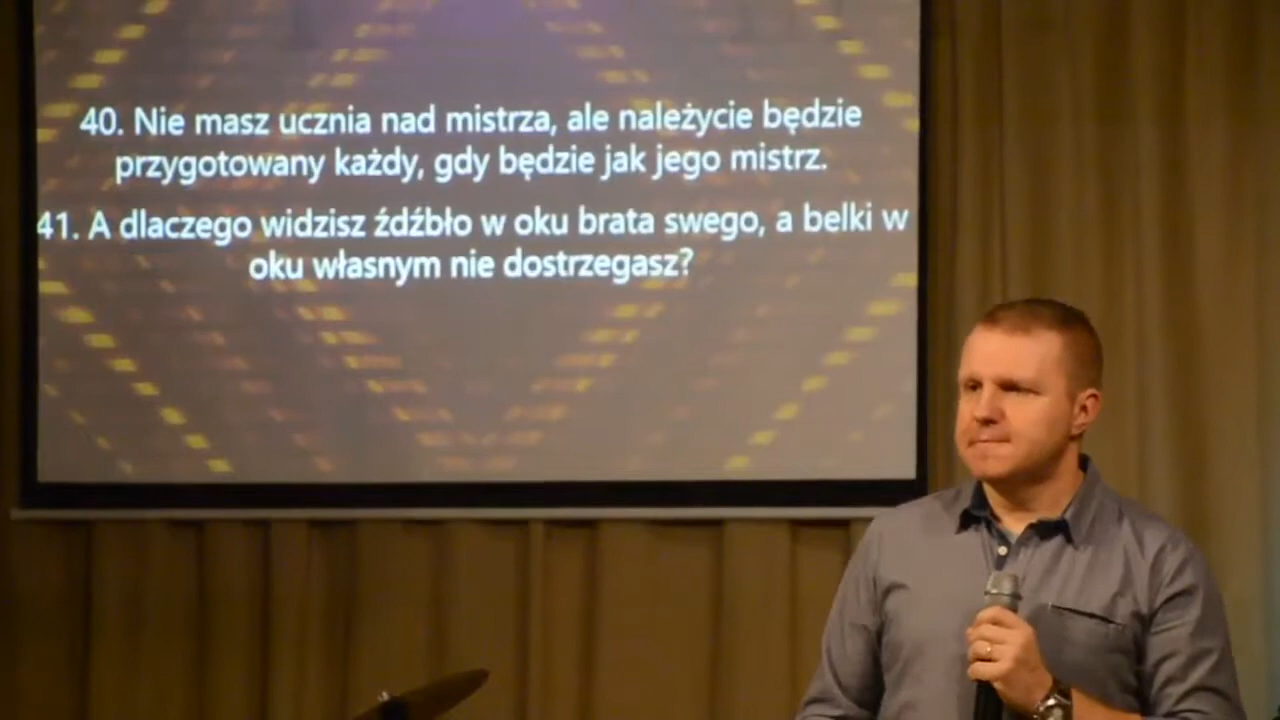 40. Nie masz ucznia nad mistrza, ale należycie będzie
przygotowany każdy, gdy będzie jak jego mistrz.
41. A dlaczego widzisz źdźbło w oku brata swego, a belki w
oku własnym nie dostrzegasz?